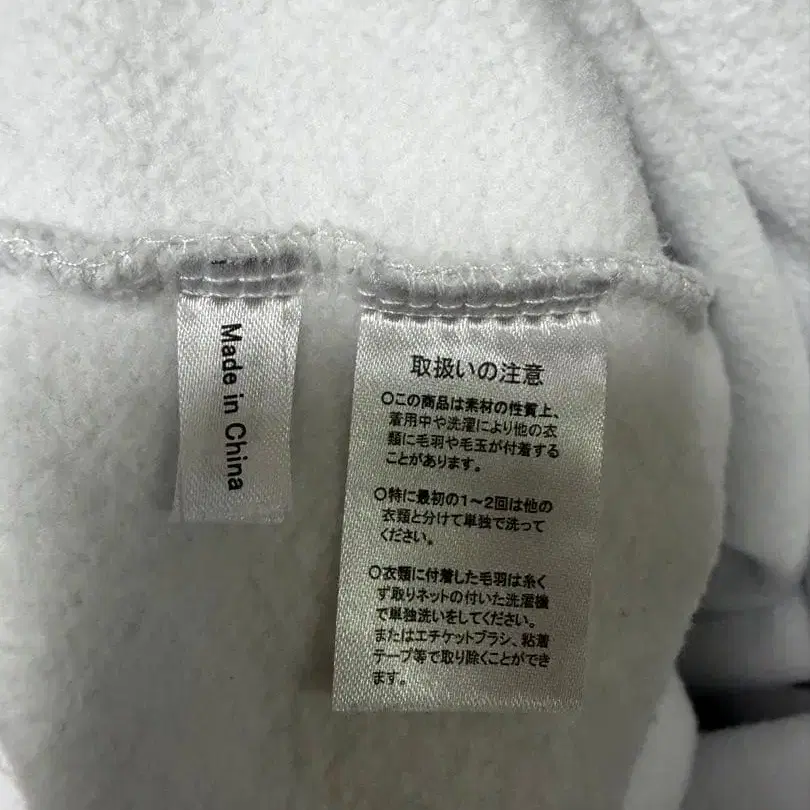 Made in China
取扱いの注意
○この商品は素材の性質上、
着用中や洗濯により他の衣
類に毛羽や毛玉が付着する
ことがあります。
○特に最初の1～2回は他の
衣類と分けて単独で洗って
ください。
○衣類に付着した毛羽は糸く
ず取りネットの付いた洗濯機
で単独洗いをしてください。
またはエチケットブラシ、粘着
テープ等で取り除くことができ
ます。